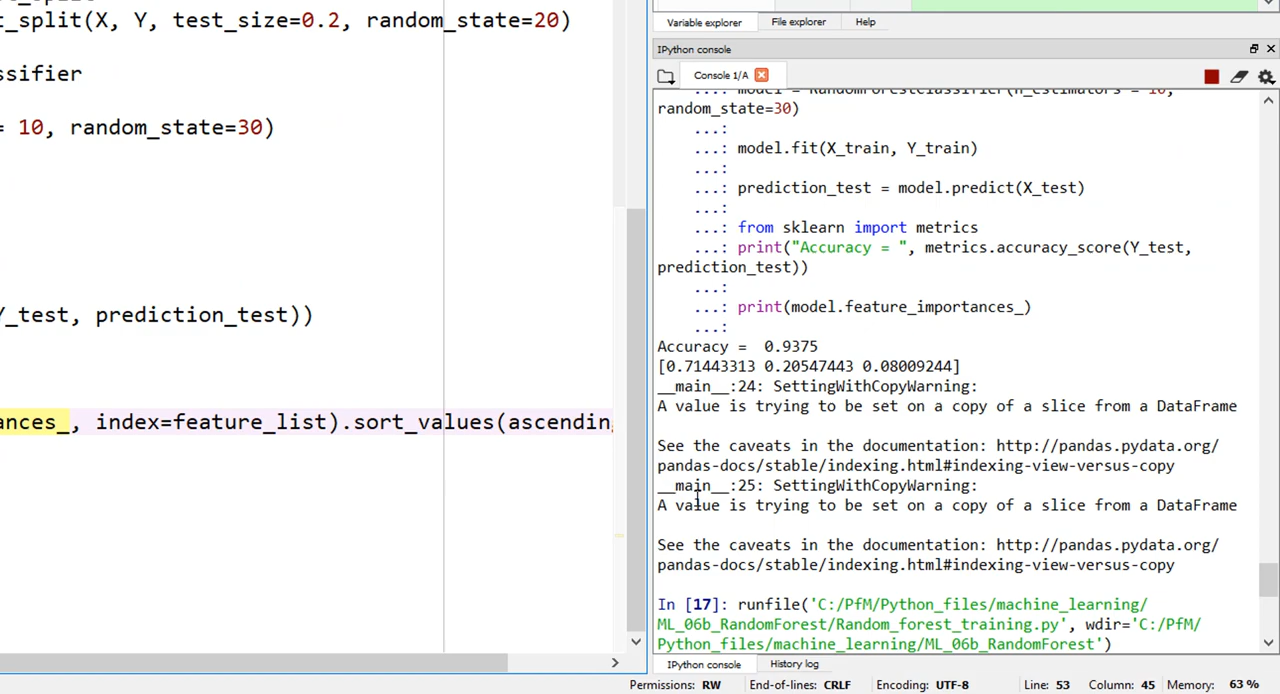 t_split(X, Y, test_size=0.2, random_state=20)
ssifier
= 10, random_state=30)
Y_test, prediction_test))
ances_, index=feature_list).sort_values(ascending
Variable explorer File explorer Help
IPython console
Console 1/A
...: model = RandomForestClassifier(n_estimators = 10,
random_state=30)
...:
...: model.fit(X_train, Y_train)
...:
...: prediction_test = model.predict(X_test)
...:
...: from sklearn import metrics
...: print("Accuracy = ", metrics.accuracy_score(Y_test,
prediction_test))
...:
...: print(model.feature_importances_)
...:
Accuracy =  0.9375
[0.71443313 0.20547443 0.08009244]
__main__:24: SettingWithCopyWarning:
A value is trying to be set on a copy of a slice from a DataFrame
See the caveats in the documentation: http://pandas.pydata.org/
pandas-docs/stable/indexing.html#indexing-view-versus-copy
__main__:25: SettingWithCopyWarning:
A value is trying to be set on a copy of a slice from a DataFrame
See the caveats in the documentation: http://pandas.pydata.org/
pandas-docs/stable/indexing.html#indexing-view-versus-copy
In [17]: runfile('C:/PfM/Python_files/machine_learning/
ML_06b_RandomForest/Random_forest_training.py', wdir='C:/PfM/
Python_files/machine_learning/ML_06b_RandomForest')
IPython console History log
Permissions: RW End-of-lines: CRLF Encoding: UTF-8 Line: 53 Column: 45 Memory: 63 %